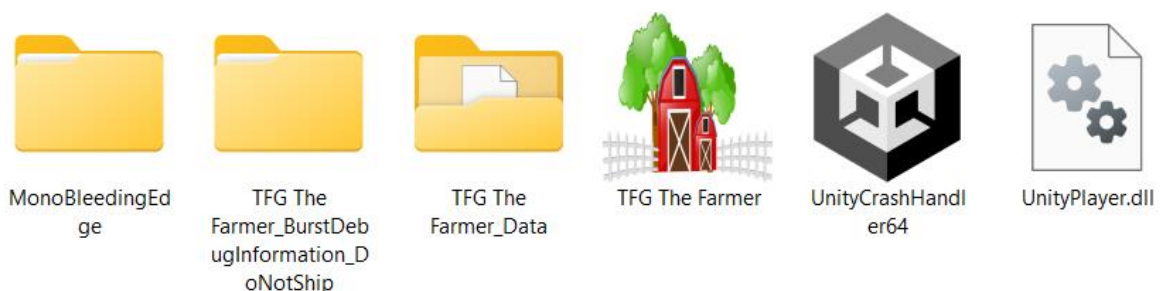 MonoBleedingEd
ge
TFG The
Farmer_BurstDeb
ugInformation_D
oNotShip
TFG The
Farmer_Data
TFG The Farmer
UnityCrashHandl
er64
UnityPlayer.dll